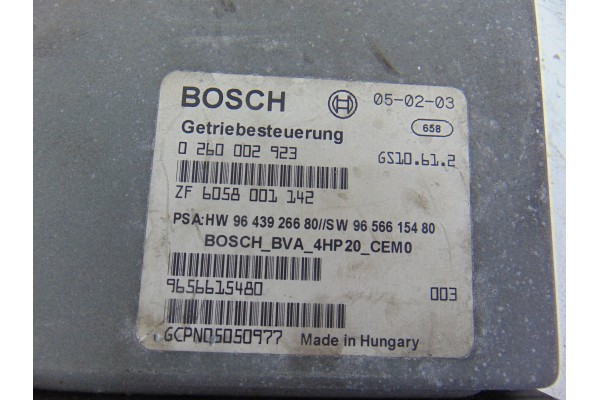 BOSCH 05-02-03
Getriebesteuerung 658
0 260 002 923 GS10.61.2
ZF 6058 001 142
PSA:HW 96 439 266 80//SW 96 566 154 80
BOSCH_BVA_4HP20_CEM0
9656615480 003
GCPN05050977 Made in Hungary